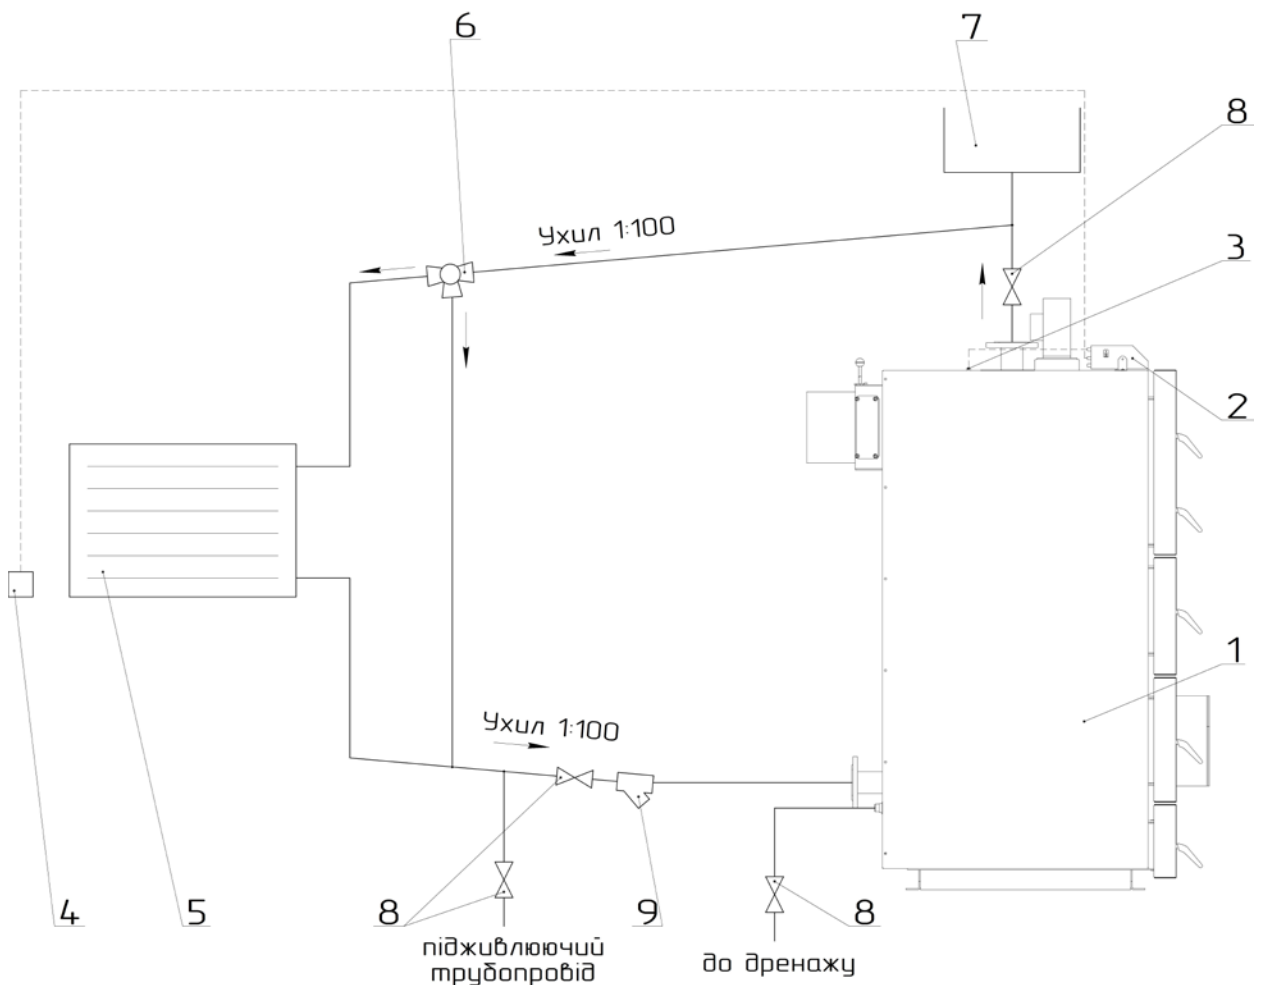 6
7
8
Ухил 1:100
3
2
1
Ухил 1:100
4
5
8
9
8
підживлюючий
трубопровід
до дренажу